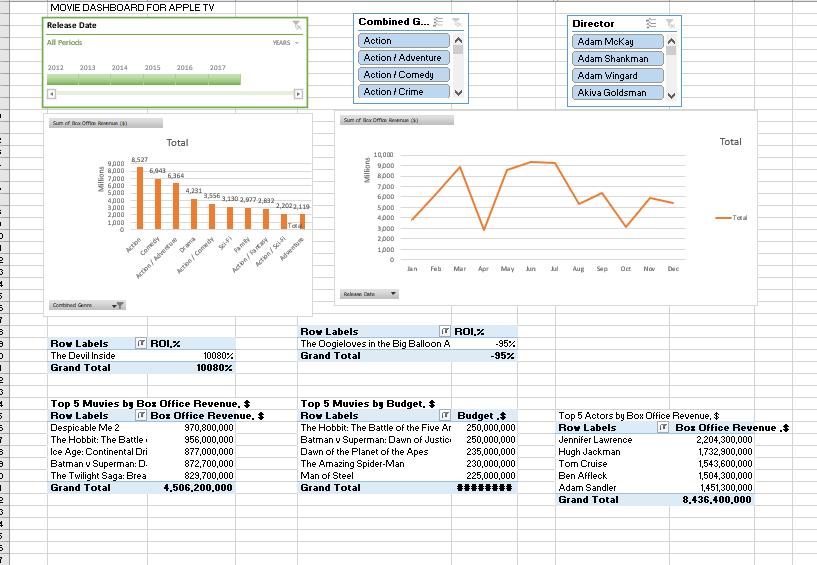 MOVIE DASHBOARD FOR APPLE TV
Release Date
All Periods
YEARS
2012 2013 2014 2015 2016 2017
Combined G...
Action
Action / Adventure
Action / Comedy
Action / Crime
Director
Adam McKay
Adam Shankman
Adam Wingard
Akiva Goldsman
Sum of Box Office Revenue ($)
Total
Millions
9,000
8,000
7,000
6,000
5,000
4,000
3,000
2,000
1,000
0
8,527
6,943
6,364
4,231
3,556
3,130
2,977
2,832
2,202
2,119
Total
Action
Comedy
Action / Adventure
Drama
Action / Comedy
Sci-Fi
Family
Action / Fantasy
Action / Sci-Fi
Adventure
Combined Genre
Sum of Box Office Revenue ($)
Total
Millions
10,000
9,000
8,000
7,000
6,000
5,000
4,000
3,000
2,000
1,000
0
Jan Feb Mar Apr May Jun Jul Aug Sep Oct Nov Dec
Total
Release Date
Row Labels ROI,%
The Devil Inside 10080%
Grand Total 10080%
Row Labels ROI,%
The Oogieloves in the Big Balloon A -95%
Grand Total -95%
Top 5 Muvies by Box Office Revenue, $
Row Labels Box Office Revenue, $
Despicable Me 2 970,800,000
The Hobbit: The Battle 956,000,000
Ice Age: Continental Dri 877,000,000
Batman v Superman: D 872,700,000
The Twilight Saga: Brea 829,700,000
Grand Total 4,506,200,000
Top 5 Muvies by Budget, $
Row Labels Budget ,$
The Hobbit: The Battle of the Five Ar 250,000,000
Batman v Superman: Dawn of Justic 250,000,000
Dawn of the Planet of the Apes 235,000,000
The Amazing Spider-Man 230,000,000
Man of Steel 225,000,000
Grand Total ########
Top 5 Actors by Box Office Revenue, $
Row Labels Box Office Revenue ,$
Jennifer Lawrence 2,204,300,000
Hugh Jackman 1,732,900,000
Tom Cruise 1,543,600,000
Ben Affleck 1,504,300,000
Adam Sandler 1,451,300,000
Grand Total 8,436,400,000